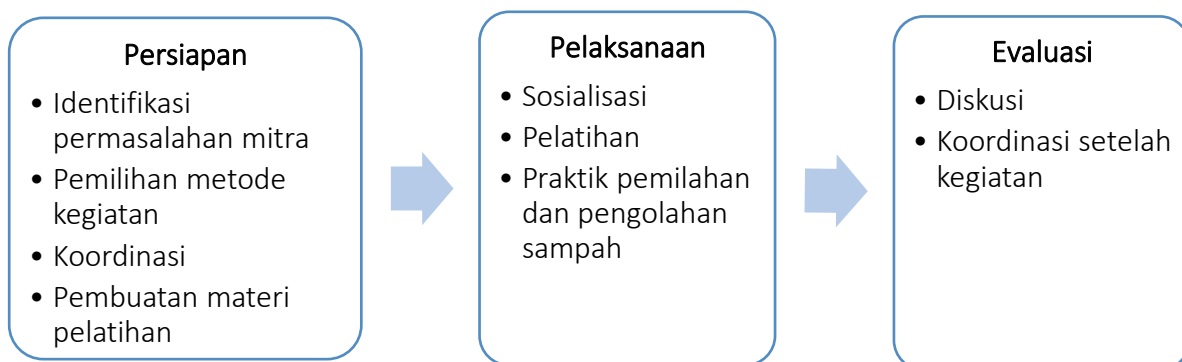 Persiapan
• Identifikasi
permasalahan mitra
• Pemilihan metode
kegiatan
• Koordinasi
• Pembuatan materi
pelatihan
Pelaksanaan
• Sosialisasi
• Pelatihan
• Praktik pemilahan
dan pengolahan
sampah
Evaluasi
• Diskusi
• Koordinasi setelah
kegiatan